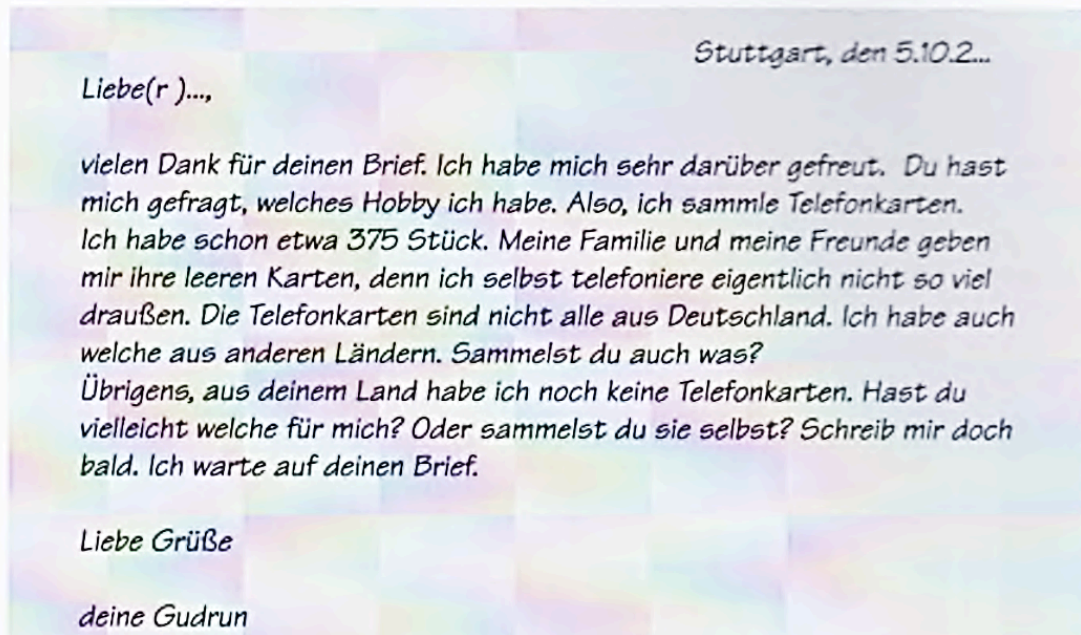 Stuttgart, den 5.10.2...
Liebe(r )...,
vielen Dank für deinen Brief. Ich habe mich sehr darüber gefreut. Du hast
mich gefragt, welches Hobby ich habe. Also, ich sammle Telefonkarten.
Ich habe schon etwa 375 Stück. Meine Familie und meine Freunde geben
mir ihre leeren Karten, denn ich selbst telefoniere eigentlich nicht so viel
draußen. Die Telefonkarten sind nicht alle aus Deutschland. Ich habe auch
welche aus anderen Ländern. Sammelst du auch was?
Übrigens, aus deinem Land habe ich noch keine Telefonkarten. Hast du
vielleicht welche für mich? Oder sammelst du sie selbst? Schreib mir doch
bald. Ich warte auf deinen Brief.
Liebe Grüße
deine Gudrun